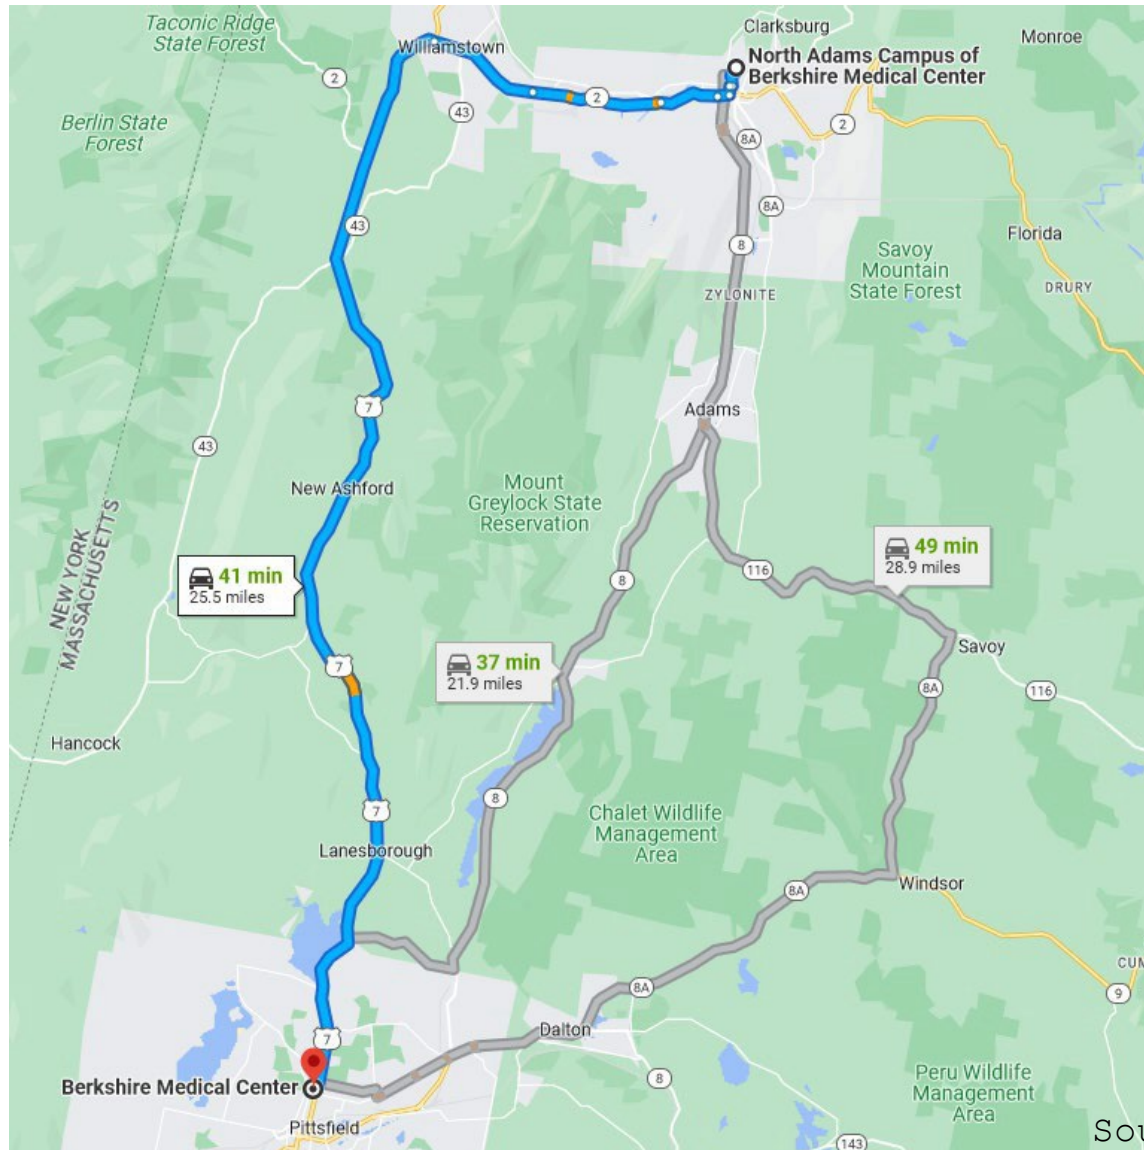 Taconic Ridge
State Forest
Clarksburg
Monroe
Williamstown
North Adams Campus of
Berkshire Medical Center
2
2
43
2
8A
Berlin State
Forest
8A
43
Florida
8
Savoy
Mountain
State Forest
ZYLONITE
DRURY
7
Adams
43
New Ashford
Mount
Greylock State
Reservation
NEW YORK
MASSACHUSETTS
49 min
28.9 miles
41 min
25.5 miles
116
8
Savoy
37 min
21.9 miles
7
8A
116
Hancock
8
7
Chalet Wildlife
Management
Area
Lanesborough
8A
Windsor
CUM
8A
9
Dalton
7
Berkshire Medical Center
8
Peru Wildlife
Management
Area
Pittsfield
143
Sou